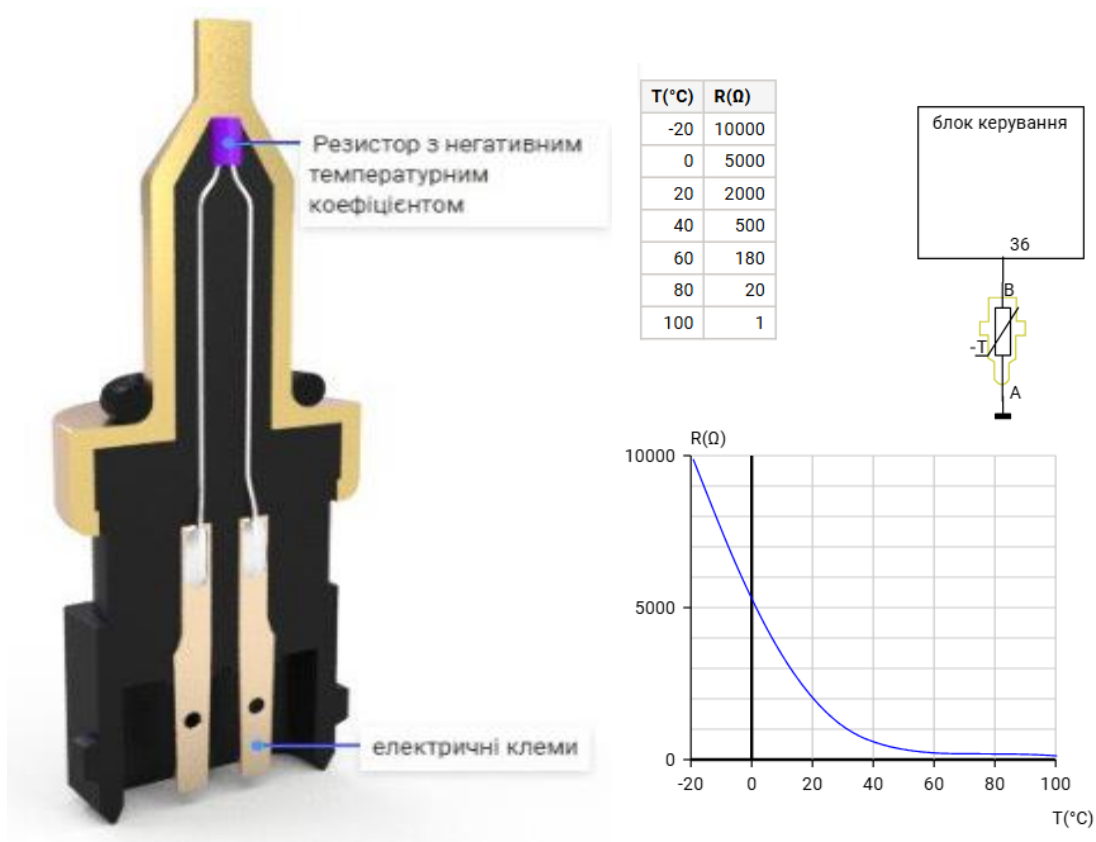 Резистор з негативним
температурним
коефіцієнтом
електричні клеми
T(°C) R(Ω)
-20 10000
0 5000
20 2000
40 500
60 180
80 20
100 1
блок керування
36
B
-T
A
R(Ω)
10000
5000
0
-20 0 20 40 60 80 100
T(°C)